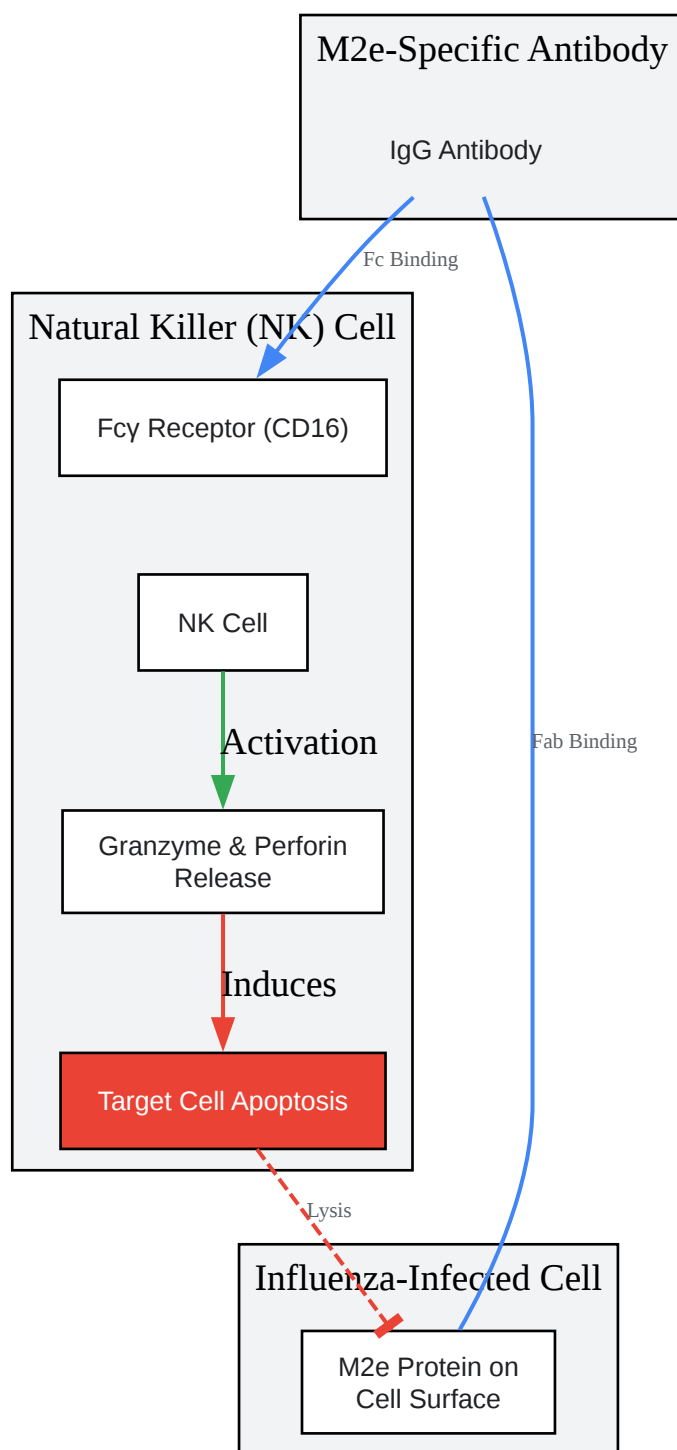 M2e-Specific Antibody
IgG Antibody
Fc Binding
Natural Killer (NK) Cell
Fcγ Receptor (CD16)
NK Cell
Activation
Fab Binding
Granzyme & Perforin
Release
Induces
Target Cell Apoptosis
Lysis
Influenza-Infected Cell
M2e Protein on
Cell Surface